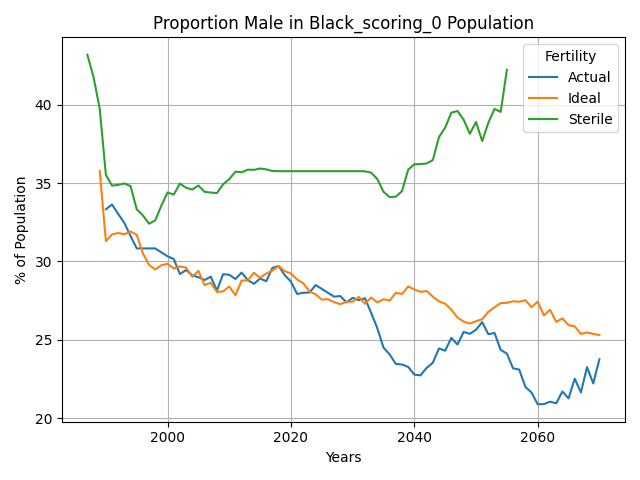 Proportion Male in Black_scoring_0 Population
Fertility
Actual
Ideal
Sterile
% of Population
40
35
30
25
20
2000
2020
2040
2060
Years